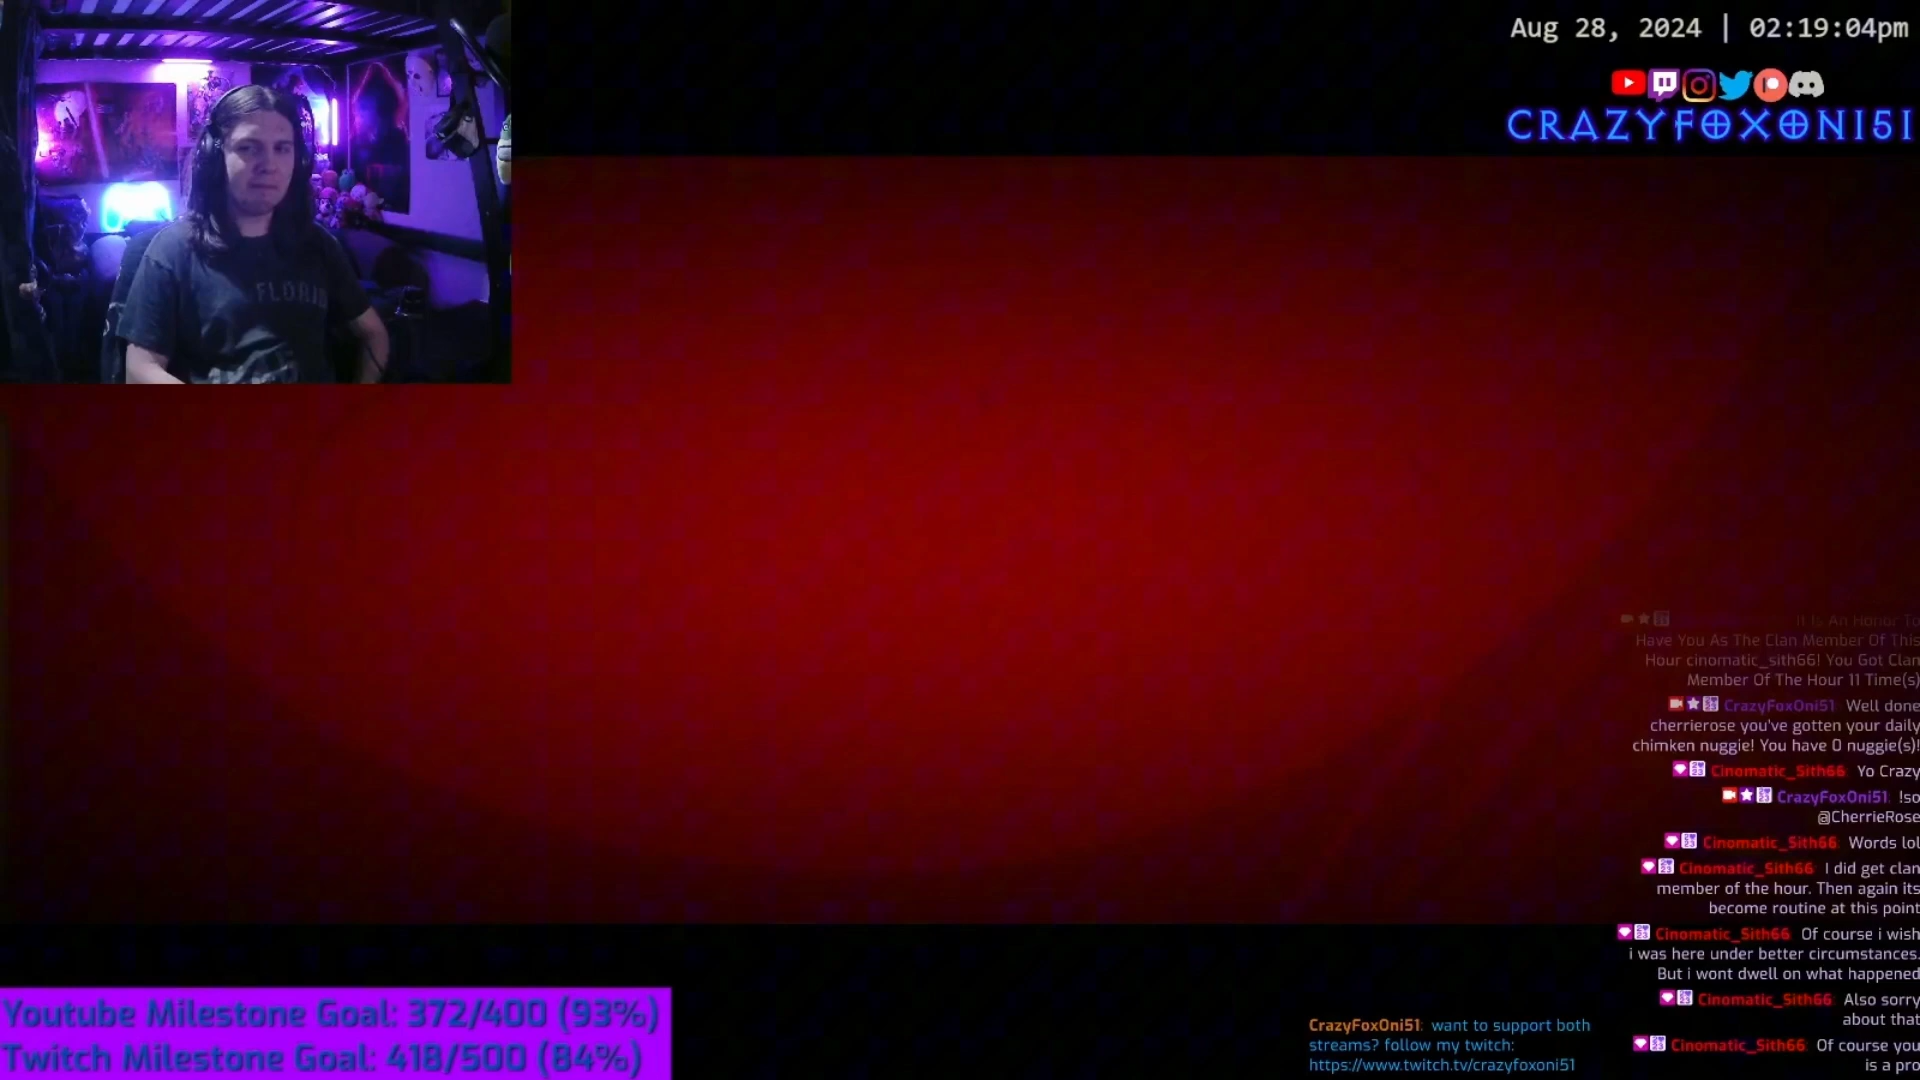 Aug 28, 2024 | 02:19:04pm
CRAZYFOXONI51
FLORID
It Is An Honor To
Have You As The Clan Member Of This
Hour cinomatic_sith66! You Got Clan
Member Of The Hour 11 Time(s)
CrazyFoxOni51: Well done
cherrierose you've gotten your daily
chimken nuggie! You have 0 nuggie(s)!
Cinomatic_Sith66: Yo Crazy
CrazyFoxOni51: !so
@CherrieRose
Cinomatic_Sith66: Words lol
Cinomatic_Sith66: I did get clan
member of the hour. Then again its
become routine at this point
Cinomatic_Sith66: Of course i wish
i was here under better circumstances.
But i wont dwell on what happened
Cinomatic_Sith66: Also sorry
about that
Cinomatic_Sith66: Of course you
is a pro
Youtube Milestone Goal: 372/400 (93%)
Twitch Milestone Goal: 418/500 (84%)
CrazyFoxOni51: want to support both
streams? follow my twitch:
https://www.twitch.tv/crazyfoxoni51